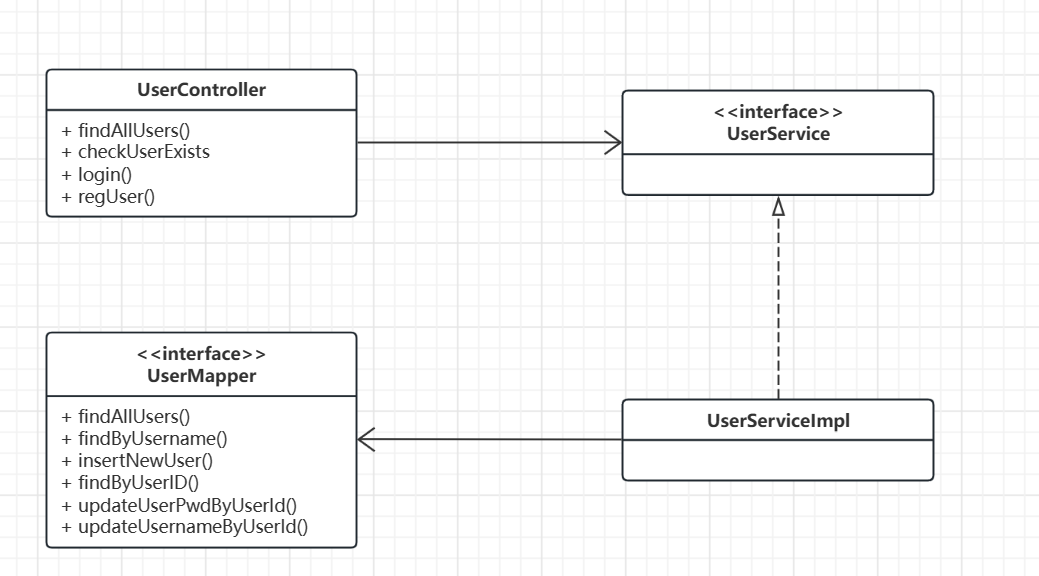 UserController
+ findAllUsers()
+ checkUserExists
+ login()
+ regUser()
<<interface>>
UserService
<<interface>>
UserMapper
+ findAllUsers()
+ findByUsername()
+ insertNewUser()
+ findByUserID()
+ updateUserPwdByUserId()
+ updateUsernameByUserId()
UserServiceImpl